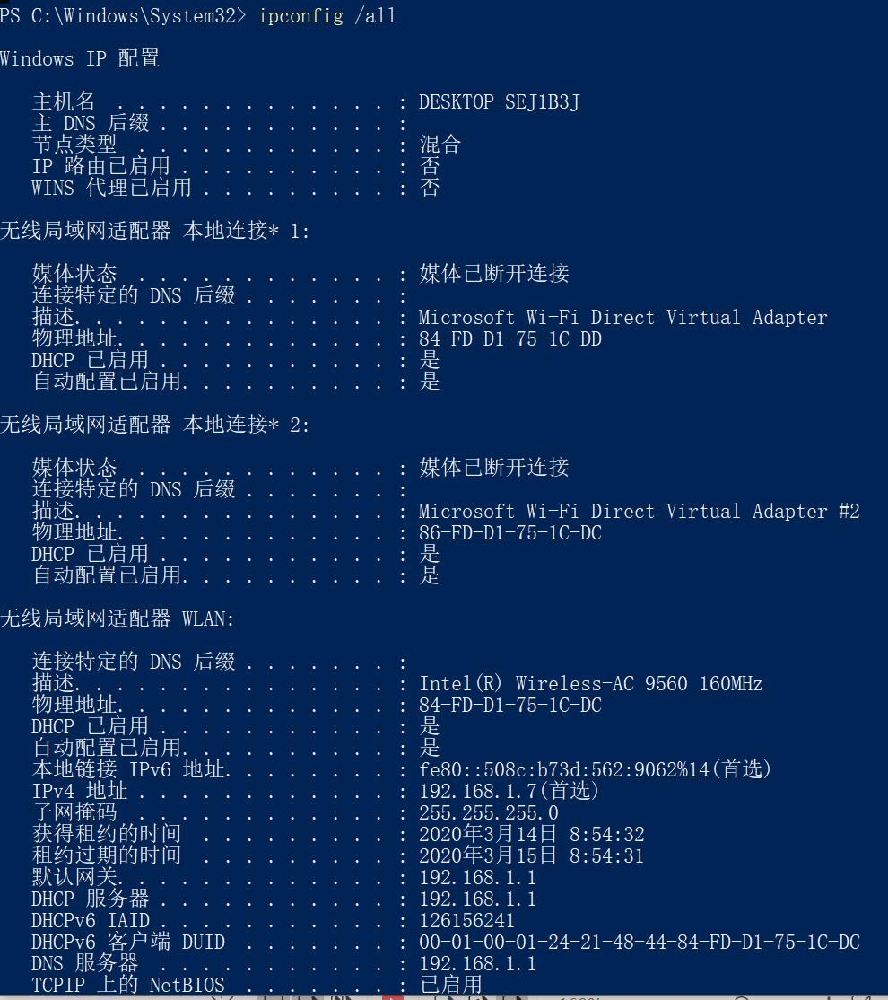 PS C:\Windows\System32> ipconfig /all
Windows IP 配置
主机名 . . . . . . . . . . . . . : DESKTOP-SEJ1B3J
主 DNS 后缀 . . . . . . . . . . . :
节点类型 . . . . . . . . . . . . : 混合
IP 路由已启用 . . . . . . . . . . : 否
WINS 代理已启用 . . . . . . . . . : 否
无线局域网适配器 本地连接* 1:
媒体状态 . . . . . . . . . . . . : 媒体已断开连接
连接特定的 DNS 后缀 . . . . . . . :
描述. . . . . . . . . . . . . . . : Microsoft Wi-Fi Direct Virtual Adapter
物理地址. . . . . . . . . . . . . : 84-FD-D1-75-1C-DD
DHCP 已启用 . . . . . . . . . . . : 是
自动配置已启用. . . . . . . . . . : 是
无线局域网适配器 本地连接* 2:
媒体状态 . . . . . . . . . . . . : 媒体已断开连接
连接特定的 DNS 后缀 . . . . . . . :
描述. . . . . . . . . . . . . . . : Microsoft Wi-Fi Direct Virtual Adapter #2
物理地址. . . . . . . . . . . . . : 86-FD-D1-75-1C-DC
DHCP 已启用 . . . . . . . . . . . : 是
自动配置已启用. . . . . . . . . . : 是
无线局域网适配器 WLAN:
连接特定的 DNS 后缀 . . . . . . . :
描述. . . . . . . . . . . . . . . : Intel(R) Wireless-AC 9560 160MHz
物理地址. . . . . . . . . . . . . : 84-FD-D1-75-1C-DC
DHCP 已启用 . . . . . . . . . . . : 是
自动配置已启用. . . . . . . . . . : 是
本地链接 IPv6 地址. . . . . . . . : fe80::508c:b73d:562:9062%14(首选)
IPv4 地址 . . . . . . . . . . . . : 192.168.1.7(首选)
子网掩码 . . . . . . . . . . . . : 255.255.255.0
获得租约的时间 . . . . . . . . . : 2020年3月14日 8:54:32
租约过期的时间 . . . . . . . . . : 2020年3月15日 8:54:31
默认网关. . . . . . . . . . . . . : 192.168.1.1
DHCP 服务器 . . . . . . . . . . . : 192.168.1.1
DHCPv6 IAID . . . . . . . . . . . : 126156241
DHCPv6 客户端 DUID . . . . . . . : 00-01-00-01-24-21-48-44-84-FD-D1-75-1C-DC
DNS 服务器 . . . . . . . . . . . : 192.168.1.1
TCPIP 上的 NetBIOS . . . . . . . : 已启用